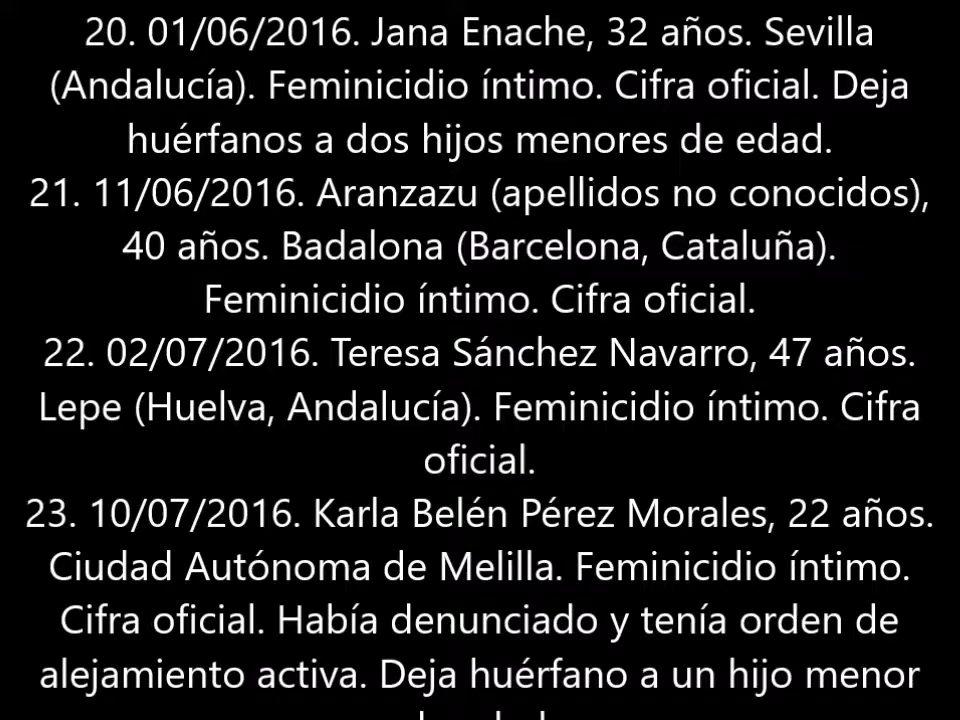 20. 01/06/2016. Jana Enache, 32 años. Sevilla
(Andalucía). Feminicidio íntimo. Cifra oficial. Deja
huérfanos a dos hijos menores de edad.
21. 11/06/2016. Aranzazu (apellidos no conocidos),
40 años. Badalona (Barcelona, Cataluña).
Feminicidio íntimo. Cifra oficial.
22. 02/07/2016. Teresa Sánchez Navarro, 47 años.
Lepe (Huelva, Andalucía). Feminicidio íntimo. Cifra
oficial.
23. 10/07/2016. Karla Belén Pérez Morales, 22 años.
Ciudad Autónoma de Melilla. Feminicidio íntimo.
Cifra oficial. Había denunciado y tenía orden de
alejamiento activa. Deja huérfano a un hijo menor